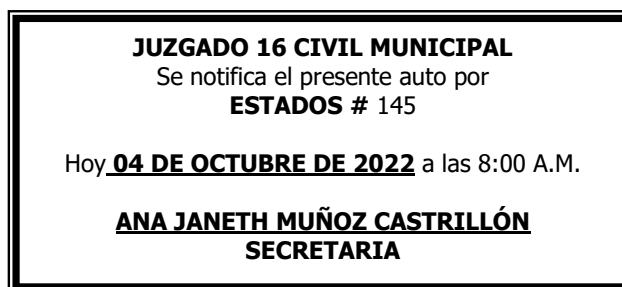 JUZGADO 16 CIVIL MUNICIPAL
Se notifica el presente auto por
ESTADOS # 145
Hoy 04 DE OCTUBRE DE 2022 a las 8:00 A.M.
ANA JANETH MUÑOZ CASTRILLÓN
SECRETARIA